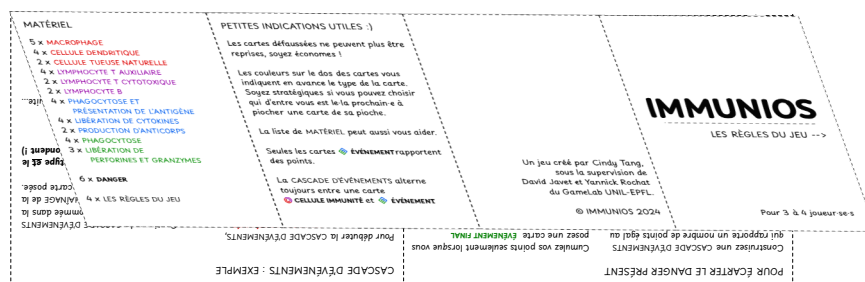 MATÉRIEL
5 x MACROPHAGE
4 x CELLULE DENDRITIQUE
2 x CELLULE TUEUSE NATURELLE
4 x LYMPHOCYTE T AUXILIAIRE
2 x LYMPHOCYTE T CYTOTOXIQUE
2 x LYMPHOCYTE B
4 x PHAGOCYTOSE ET
PRÉSENTATION DE L'ANTIGÈNE
4 x LIBÉRATION DE CYTOKINES
2 x PRODUCTION D'ANTICORPS
4 x PHAGOCYTOSE
3 x LIBÉRATION DE
PERFORINES ET GRANZYMES
6 x DANGER
4 x LES RÈGLES DU JEU
PETITES INDICATIONS UTILES :)
Les cartes défaussées ne peuvent plus être
reprises, soyez économes !
Les couleurs sur le dos des cartes vous
indiquent en avance le type de la carte.
Soyez stratégiques si vous pouvez choisir
qui d'entre vous est le·la prochain·e à
piocher une carte de sa pioche.
La liste de MATÉRIEL peut aussi vous aider.
Seules les cartes ÉVÉNEMENT rapportent
des points.
La CASCADE D'ÉVÉNEMENTS alterne
toujours entre une carte
CELLULE IMMUNITÉ et ÉVÉNEMENT
Un jeu créé par Cindy Tang,
sous la supervision de
David Javet et Yannick Rochat
du GameLab UNIL-EPFL.
© IMMUNIOS 2024
IMMUNIOS
LES RÈGLES DU JEU -->
Pour 3 à 4 joueur·se·s
POUR ÉCARTER LE DANGER PRÉSENT
Construisez une CASCADE D'ÉVÉNEMENTS
qui rapporte un nombre de points égal au
Cumulez vos points seulement lorsque vous
posez une carte ÉVÉNEMENT FINAL
CASCADE D'ÉVÉNEMENTS : EXEMPLE
Pour débuter la CASCADE D'ÉVÉNEMENTS,
D'ÉVÉNEMENTS
carte posée.